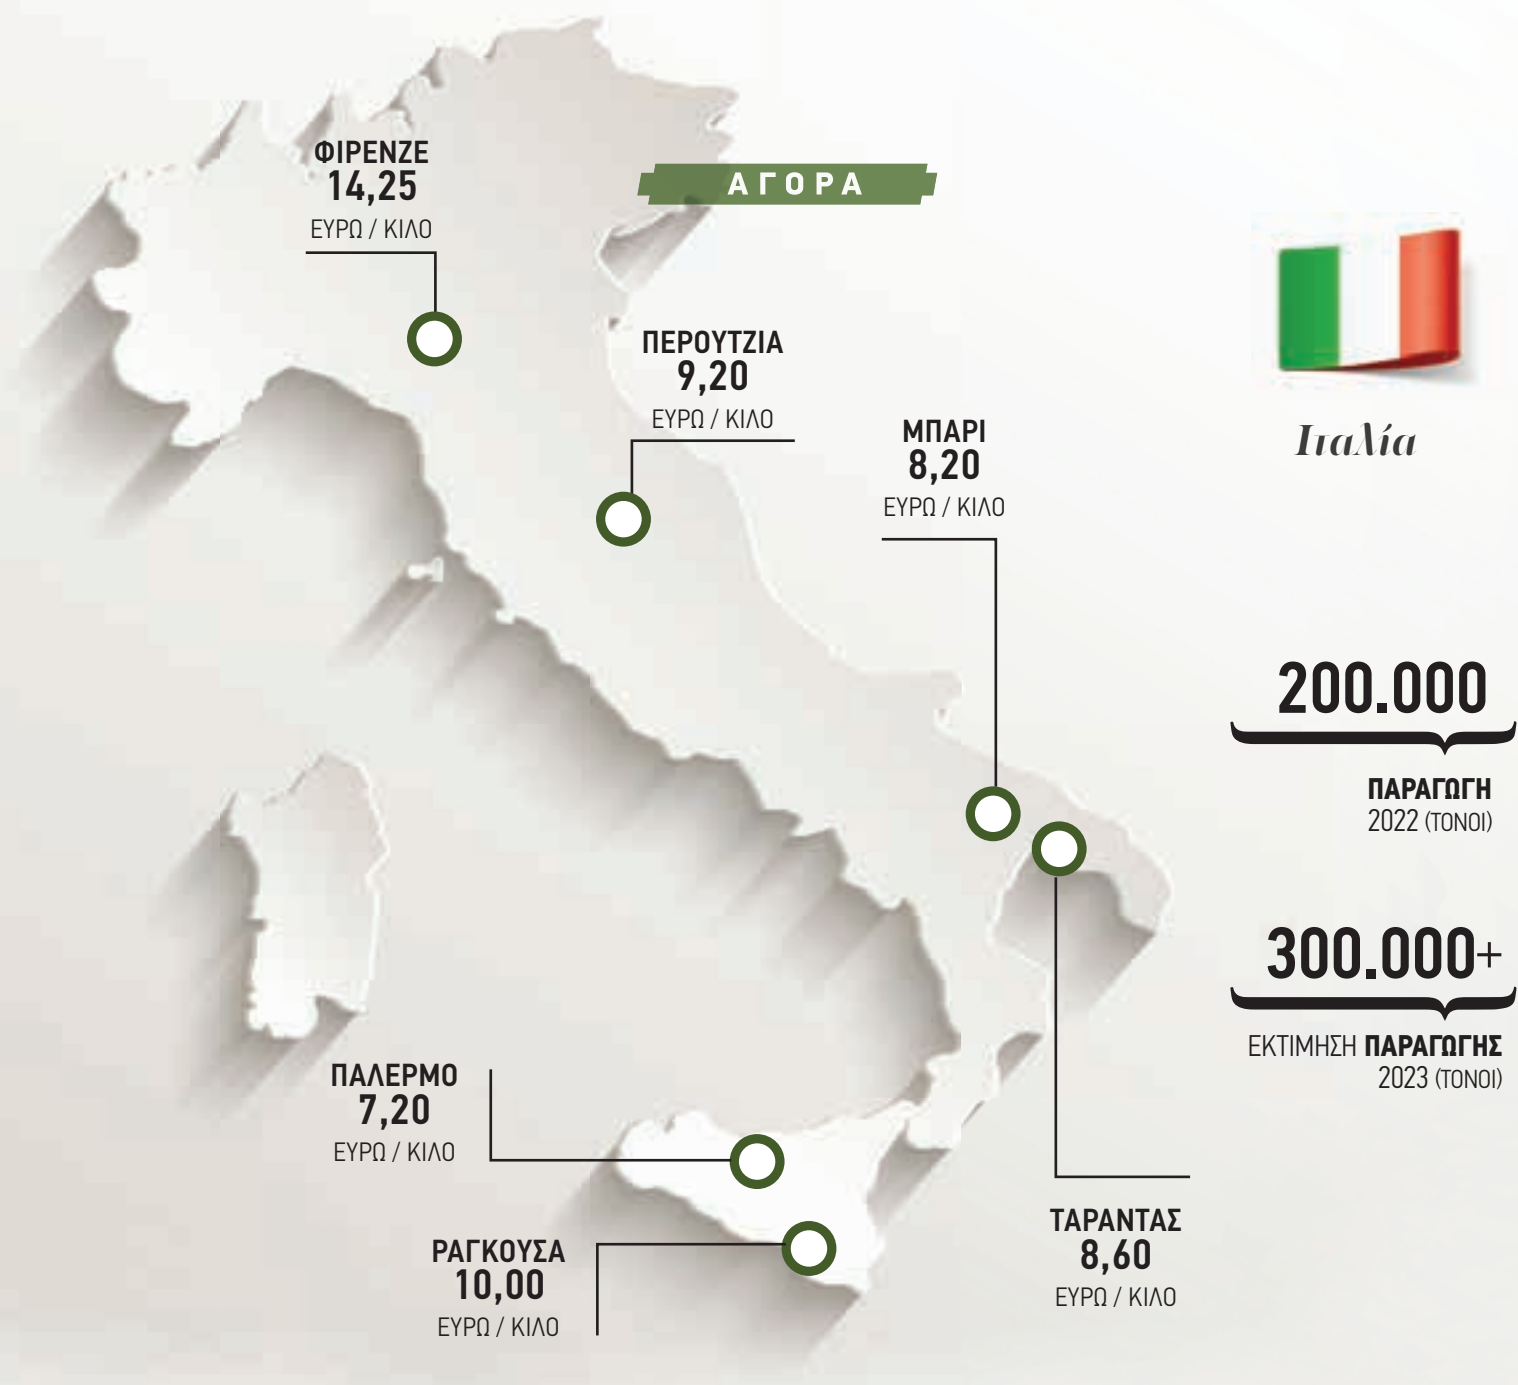 ΦΙΡΕΝΖΕ
14,25
ΕΥΡΩ / ΚΙΛΟ
ΑΓΟΡΑ
ΠΕΡΟΥΤΖΙΑ
9,20
ΕΥΡΩ / ΚΙΛΟ
ΜΠΑΡΙ
8,20
ΕΥΡΩ / ΚΙΛΟ
Ιταλία
200.000
ΠΑΡΑΓΩΓΗ
2022 (ΤΟΝΟΙ)
300.000+
ΕΚΤΙΜΗΣΗ ΠΑΡΑΓΩΓΗΣ
2023 (ΤΟΝΟΙ)
ΠΑΛΕΡΜΟ
7,20
ΕΥΡΩ / ΚΙΛΟ
ΡΑΓΚΟΥΣΑ
10,00
ΕΥΡΩ / ΚΙΛΟ
ΤΑΡΑΝΤΑΣ
8,60
ΕΥΡΩ / ΚΙΛΟ